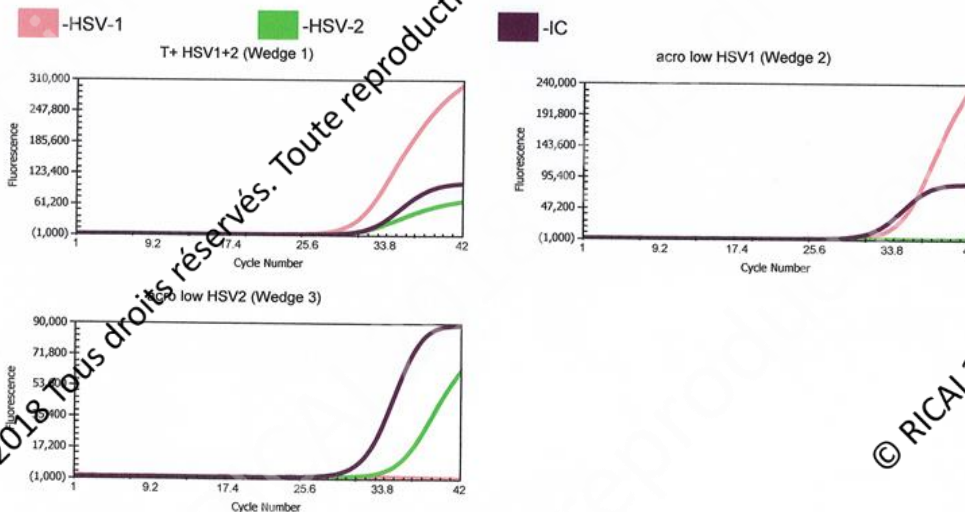 -HSV-1
-HSV-2
-IC
T+ HSV1+2 (Wedge 1)
310,000
247,800
185,600
123,400
61,200
(1,000)
Fluorescence
1 9.2 17.4 25.6 33.8 42
Cycle Number
acro low HSV1 (Wedge 2)
240,000
191,800
143,600
95,400
47,200
(1,000)
Fluorescence
1 9.2 17.4 25.6 33.8
Cycle Number
acro low HSV2 (Wedge 3)
90,000
71,800
17,200
(1,000)
Fluorescence
1 9.2 17.4 25.6 33.8 42
Cycle Number
2018 Tous droits réservés. Toute reproducti
© RICAI